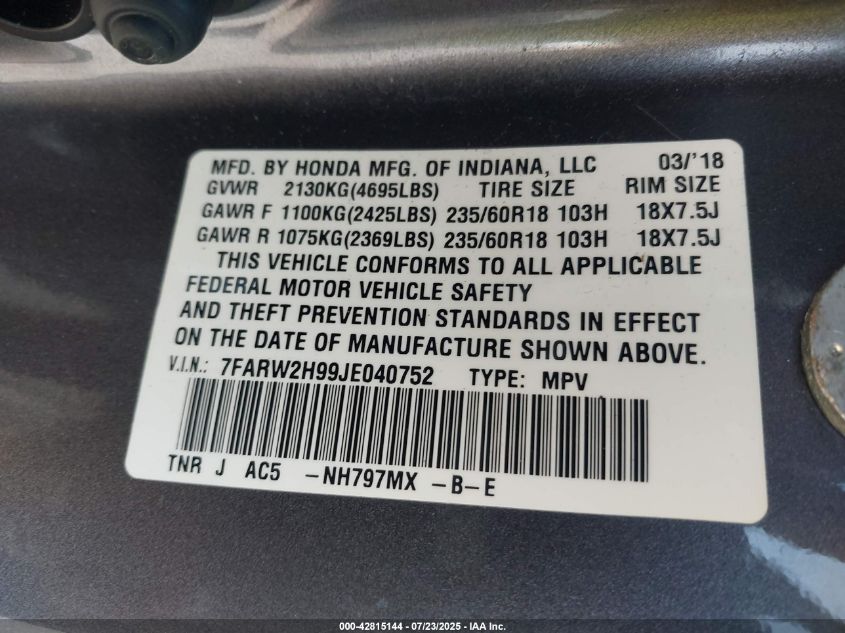 MFD. BY HONDA MFG. OF INDIANA, LLC 03/'18
GVWR 2130KG(4695LBS) TIRE SIZE RIM SIZE
GAWR F 1100KG(2425LBS) 235/60R18 103H 18X7.5J
GAWR R 1075KG(2369LBS) 235/60R18 103H 18X7.5J
THIS VEHICLE CONFORMS TO ALL APPLICABLE
FEDERAL MOTOR VEHICLE SAFETY
AND THEFT PREVENTION STANDARDS IN EFFECT
ON THE DATE OF MANUFACTURE SHOWN ABOVE.
V.I.N.: 7FARW2H99JE040752 TYPE: MPV
TNR J AC5 -NH797MX -B-E
000-42815144 - 07/23/2025 - IAA Inc.